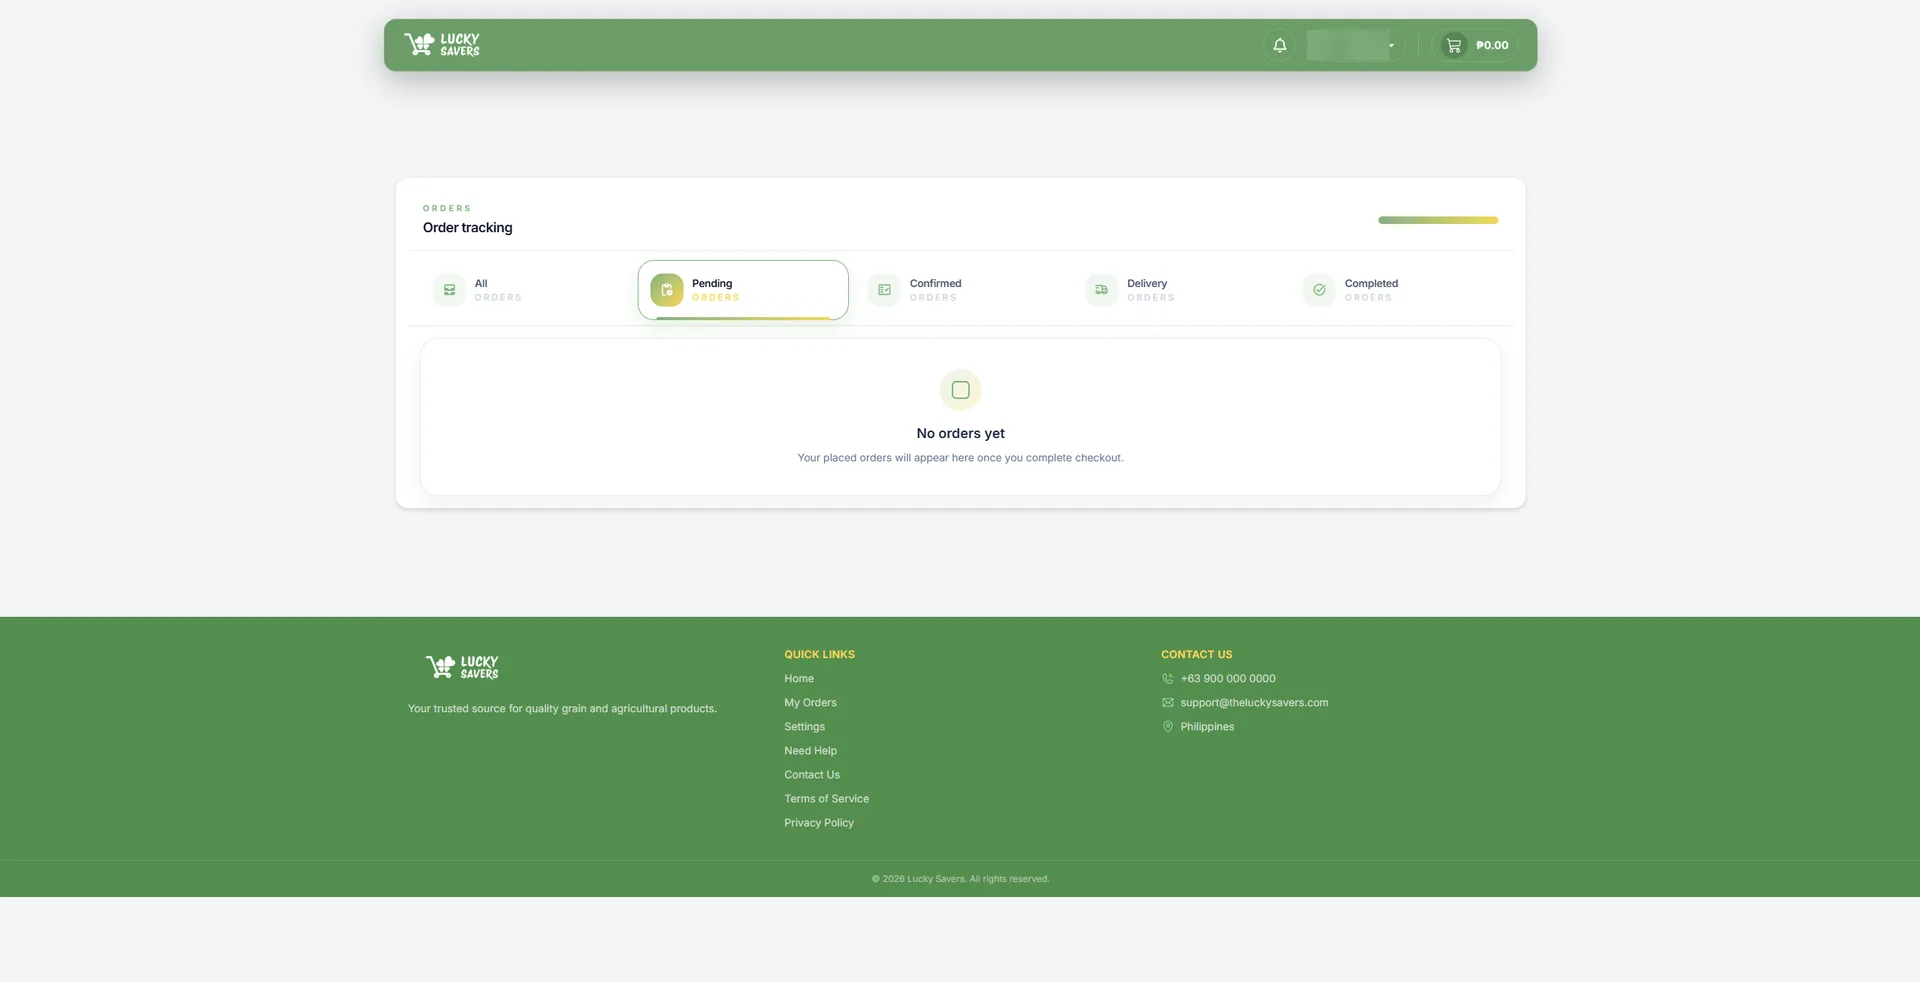 LUCKY
SAVERS
₱0.00
ORDERS
Order tracking
All
ORDERS
Pending
ORDERS
Confirmed
ORDERS
Delivery
ORDERS
Completed
ORDERS
No orders yet
Your placed orders will appear here once you complete checkout.
LUCKY
SAVERS
Your trusted source for quality grain and agricultural products.
QUICK LINKS
Home
My Orders
Settings
Need Help
Contact Us
Terms of Service
Privacy Policy
CONTACT US
+63 900 000 0000
support@theluckysavers.com
Philippines
© 2026 Lucky Savers. All rights reserved.